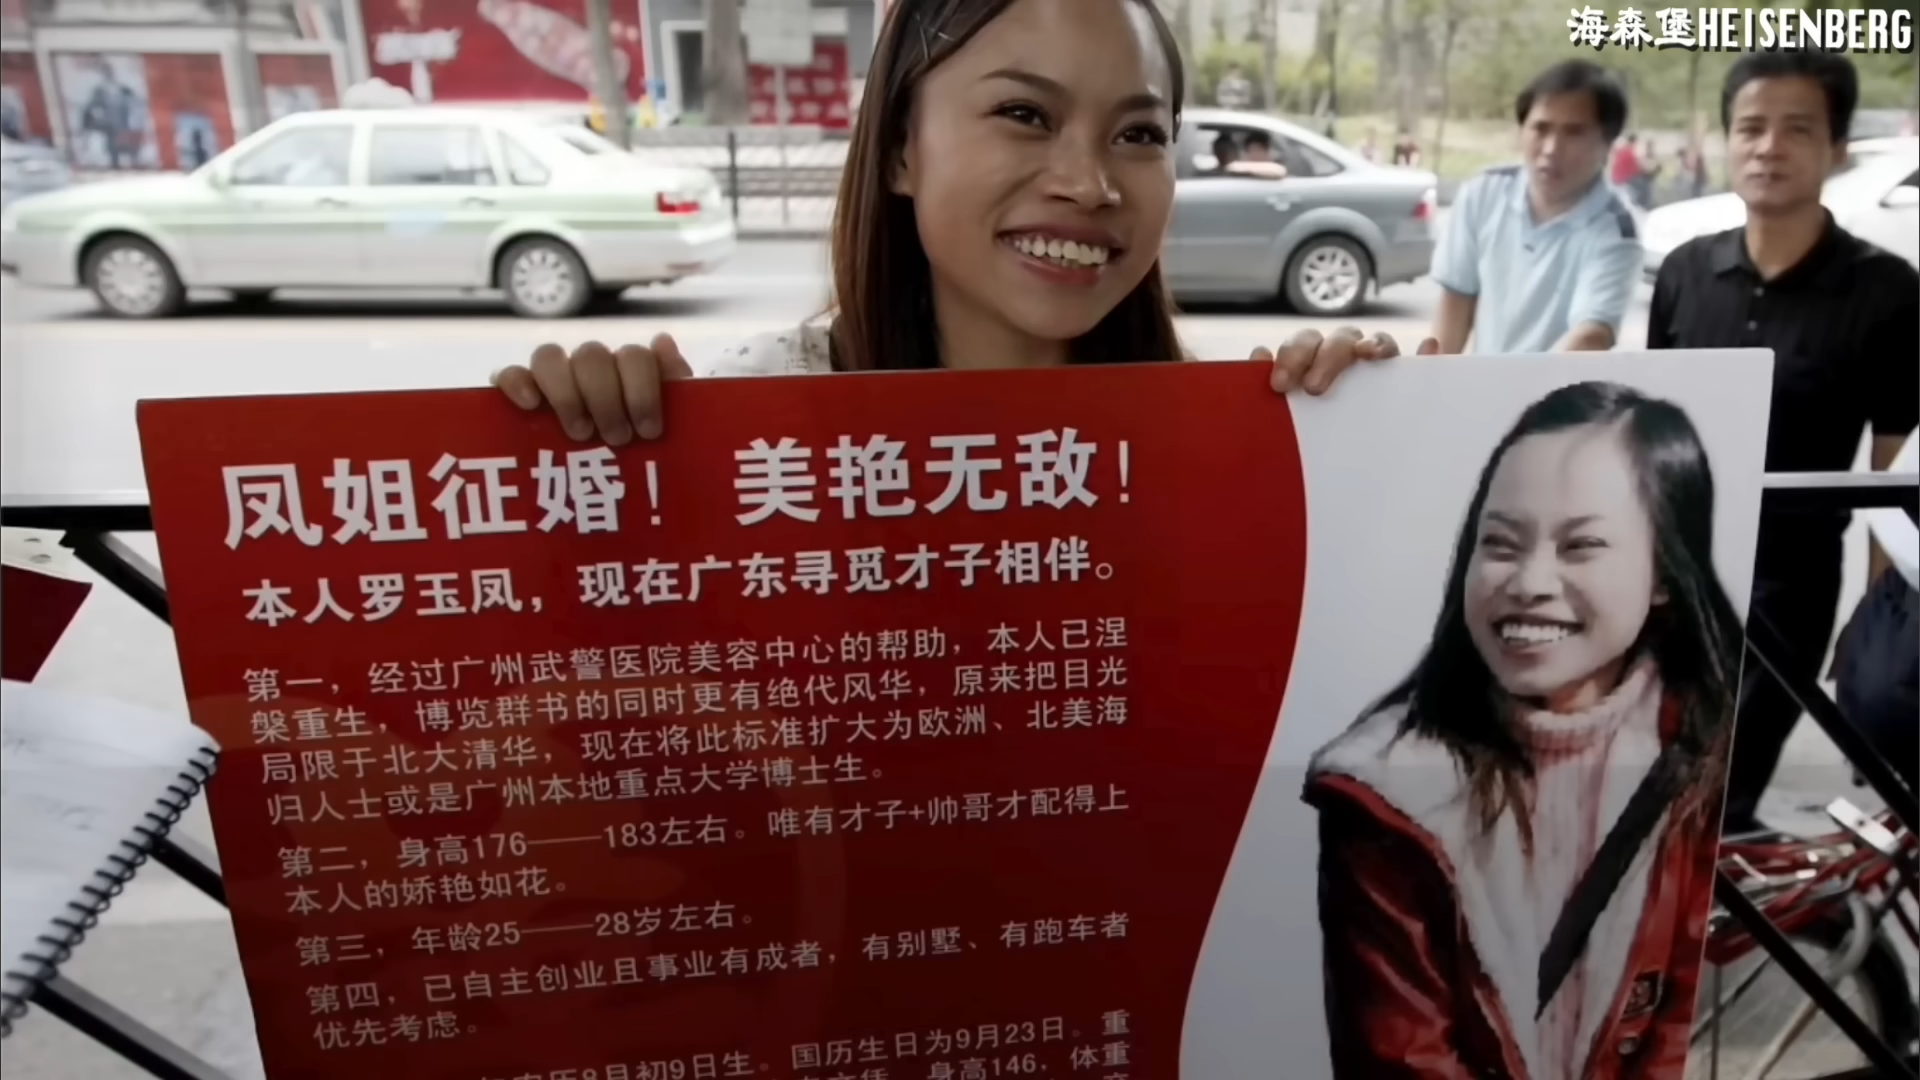 海森堡HEISENBERG
凤姐征婚！美艳无敌！
本人罗玉凤，现在广东寻觅才子相伴。
第一，经过广州武警医院美容中心的帮助，本人已涅
槃重生，博览群书的同时更有绝代风华，原来把目光
局限于北大清华，现在将此标准扩大为欧洲、北美海
归人士或是广州本地重点大学博士生。
第二，身高176——183左右。唯有才子+帅哥才配得上
本人的娇艳如花。
第三，年龄25——28岁左右。
第四，已自主创业且事业有成者，有别墅、有跑车者
优先考虑。
农历8月初9日生。国历生日为9月23日。重
身高146，体重